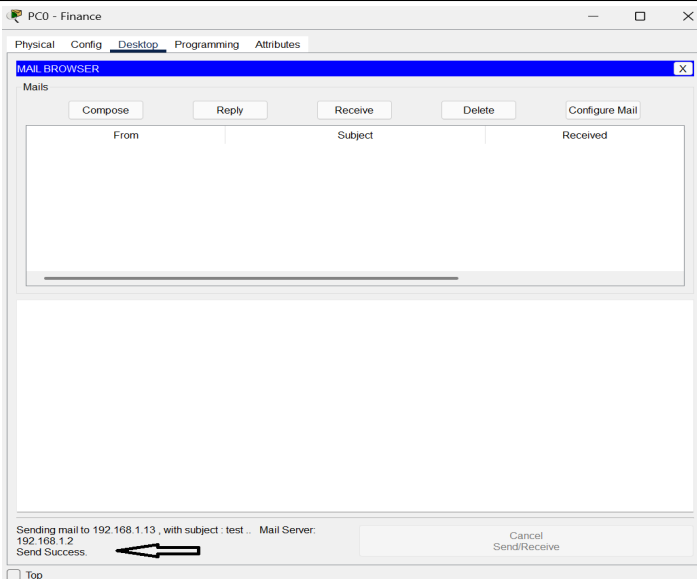 PC0 - Finance
Physical Config Desktop Programming Attributes
MAIL BROWSER X
Mails
Compose Reply Receive Delete Configure Mail
From Subject Received
Sending mail to 192.168.1.13 , with subject : test .. Mail Server:
192.168.1.2
Send Success.
Cancel
Send/Receive
Top